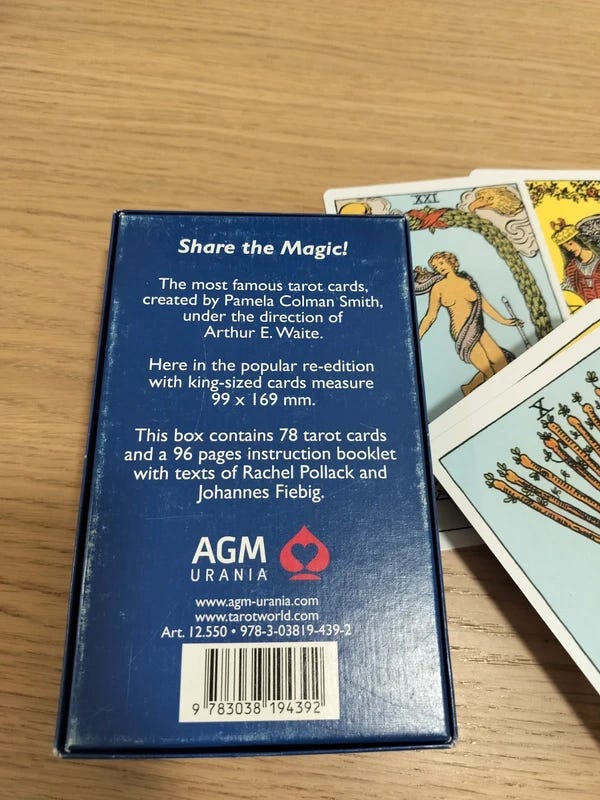 Share the Magic!
The most famous tarot cards,
created by Pamela Colman Smith,
under the direction of
Arthur E. Waite.
Here in the popular re-edition
with king-sized cards measure
99 x 169 mm.
This box contains 78 tarot cards
and a 96 pages instruction booklet
with texts of Rachel Pollack and
Johannes Fiebig.
AGM
URANIA
www.agm-urania.com
www.tarotworld.com
Art. 12.550 • 978-3-03819-439-2
9 783038 194392
XXI
X